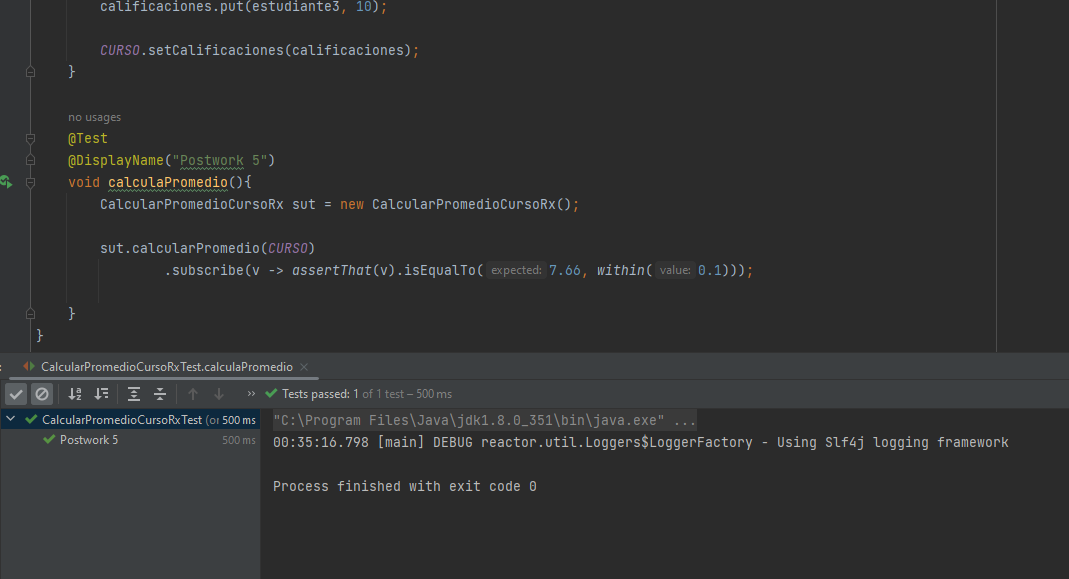 calificaciones.put(estudiante3, 10);
CURSO.setCalificaciones(calificaciones);
}
no usages
@Test
@DisplayName("Postwork 5")
void calculaPromedio(){
CalcularPromedioCursoRx sut = new CalcularPromedioCursoRx();
sut.calcularPromedio(CURSO)
.subscribe(v -> assertThat(v).isEqualTo( expected: 7.66, within( value: 0.1)));
}
}
: CalcularPromedioCursoRxTest.calculaPromedio ×
» Tests passed: 1 of 1 test – 500 ms
CalcularPromedioCursoRxTest (or 500 ms
Postwork 5 500 ms
"C:\Program Files\Java\jdk1.8.0_351\bin\java.exe" ...
00:35:16.798 [main] DEBUG reactor.util.Loggers$LoggerFactory - Using Slf4j logging framework
Process finished with exit code 0